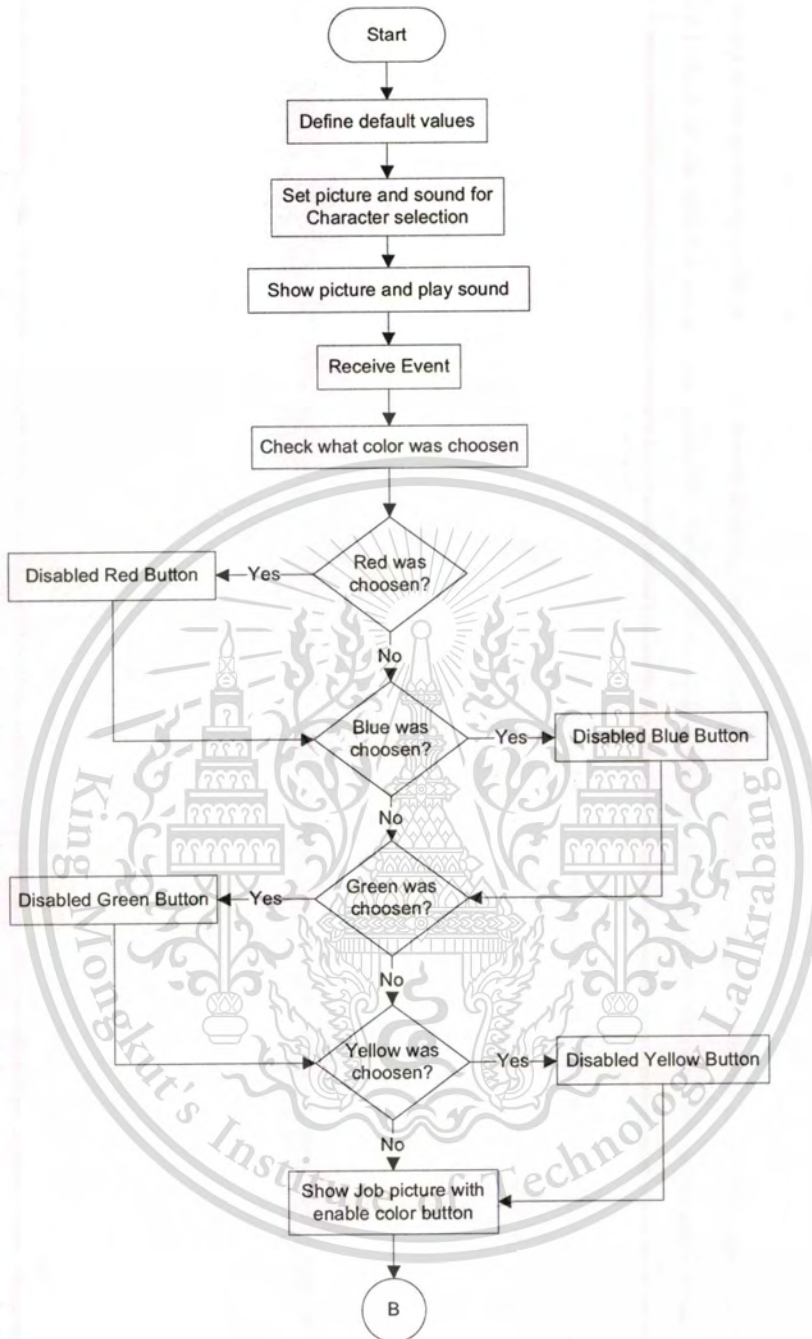 Start
Define default values
Set picture and sound for
Character selection
Show picture and play sound
Receive Event
Check what color was choosen
Red was
choosen?
Yes
Disabled Red Button
No
Blue was
choosen?
Yes
Disabled Blue Button
No
Green was
choosen?
Yes
Disabled Green Button
No
Yellow was
choosen?
Yes
Disabled Yellow Button
No
Show Job picture with
enable color button
B
King Mongkut's Institute of Technology Ladkrabang